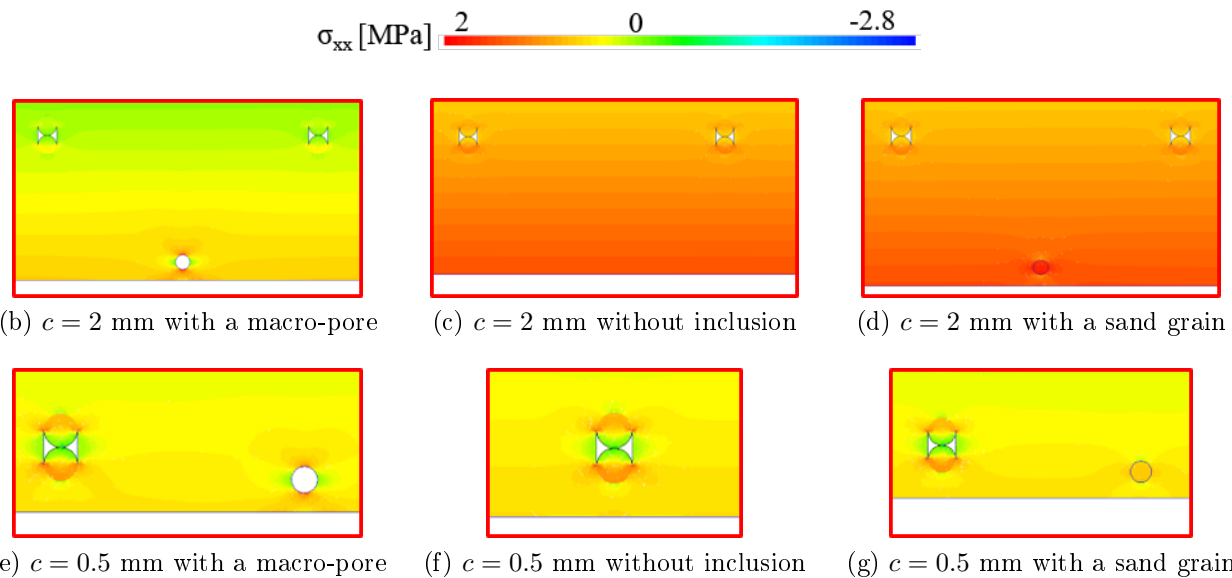 σxx [MPa] 2 0 -2.8
(b) c = 2 mm with a macro-pore
(c) c = 2 mm without inclusion
(d) c = 2 mm with a sand grain
e) c = 0.5 mm with a macro-pore
(f) c = 0.5 mm without inclusion
(g) c = 0.5 mm with a sand grain